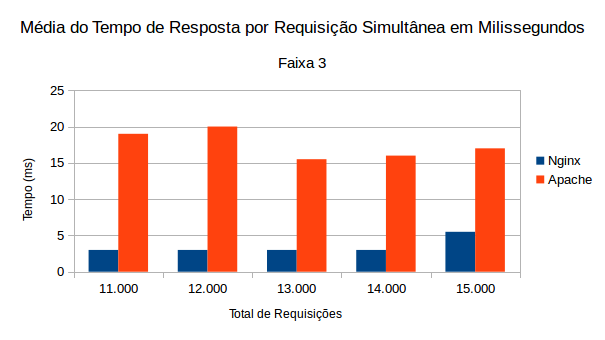 Média do Tempo de Resposta por Requisição Simultânea em Milissegundos
Faixa 3
25
20
15
10
5
0
Tempo (ms)
11.000 12.000 13.000 14.000 15.000
Total de Requisições
Nginx
Apache